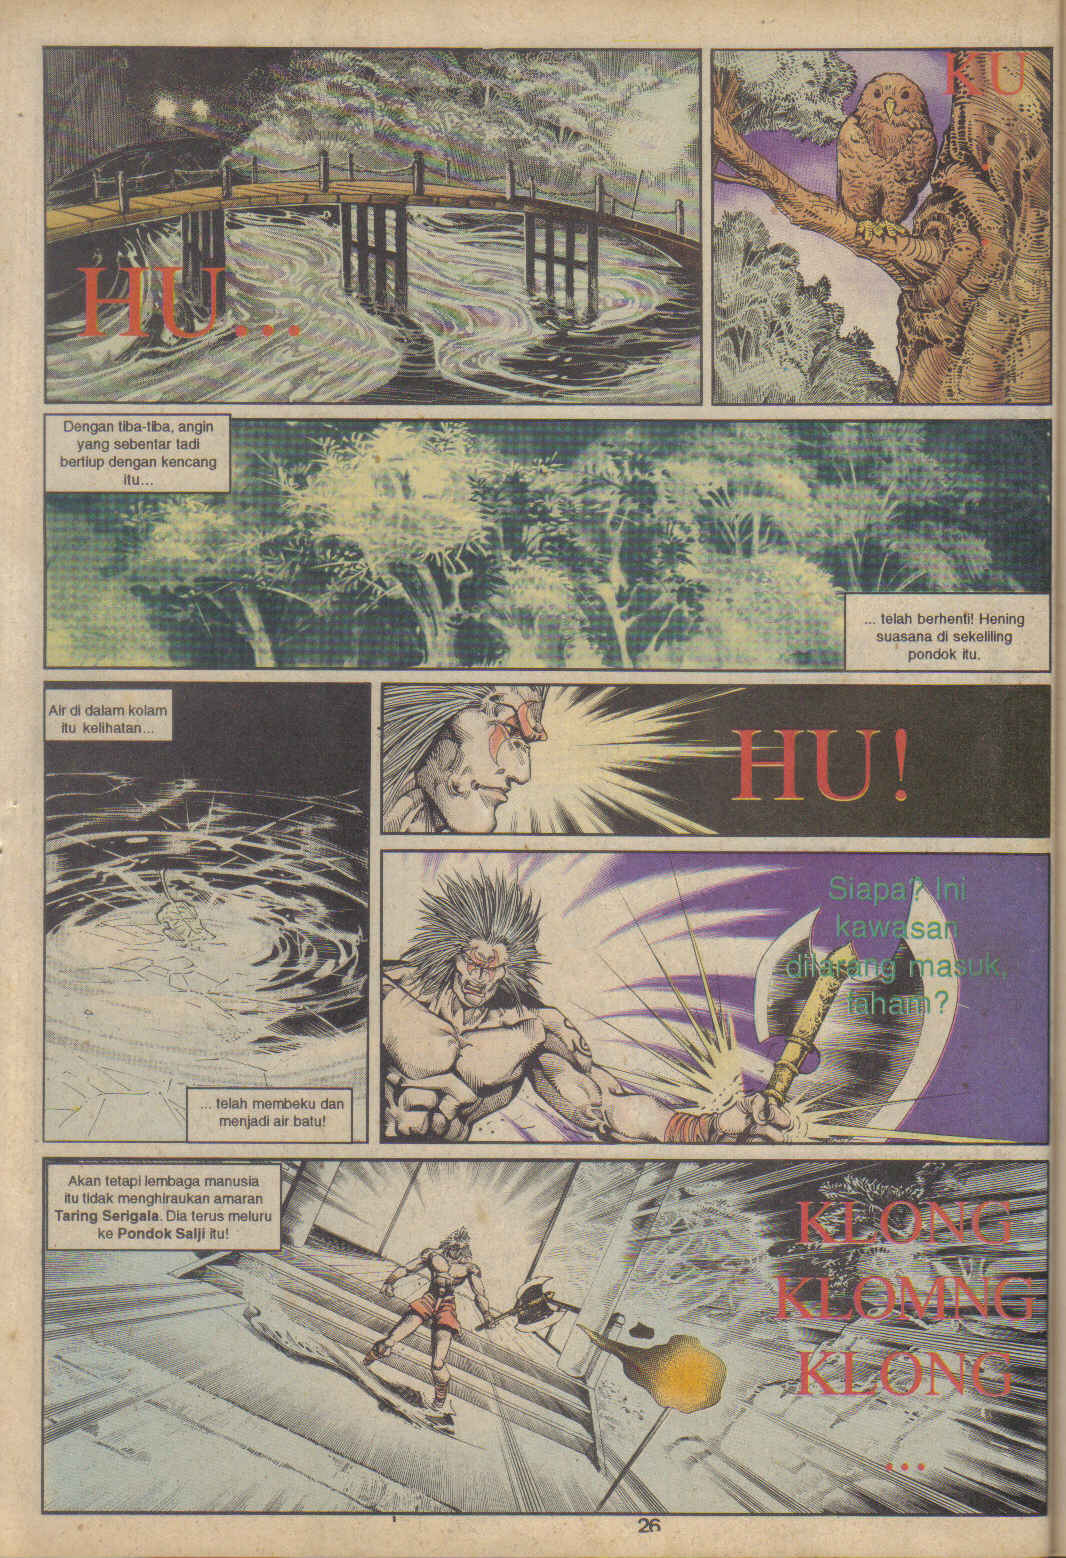 HU...
KU
.
.
Dengan tiba-tiba, angin
yang sebentar tadi
bertiup dengan kencang
itu...
... telah berhenti! Hening
suasana di sekeliling
pondok itu.
Air di dalam kolam
itu kelihatan...
... telah membeku dan
menjadi air batu!
HU!
Siapa? Ini
kawasan
dilarang masuk,
faham?
Akan tetapi lembaga manusia
itu tidak menghiraukan amaran
Taring Serigala. Dia terus meluru
ke Pondok Salji itu!
KLONG
KLOMNG
KLONG
...
26